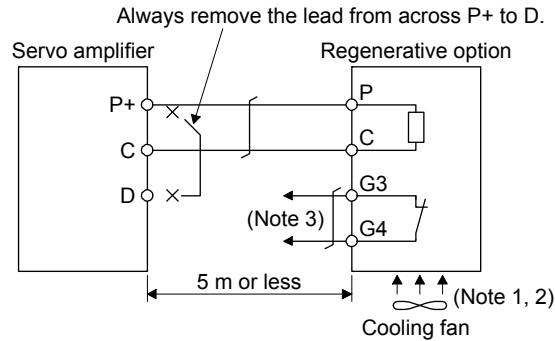 Always remove the lead from across P+ to D.
Servo amplifier
Regenerative option
P+
P
C
C
D
G3
(Note 3)
G4
5 m or less
(Note 1, 2)
Cooling fan